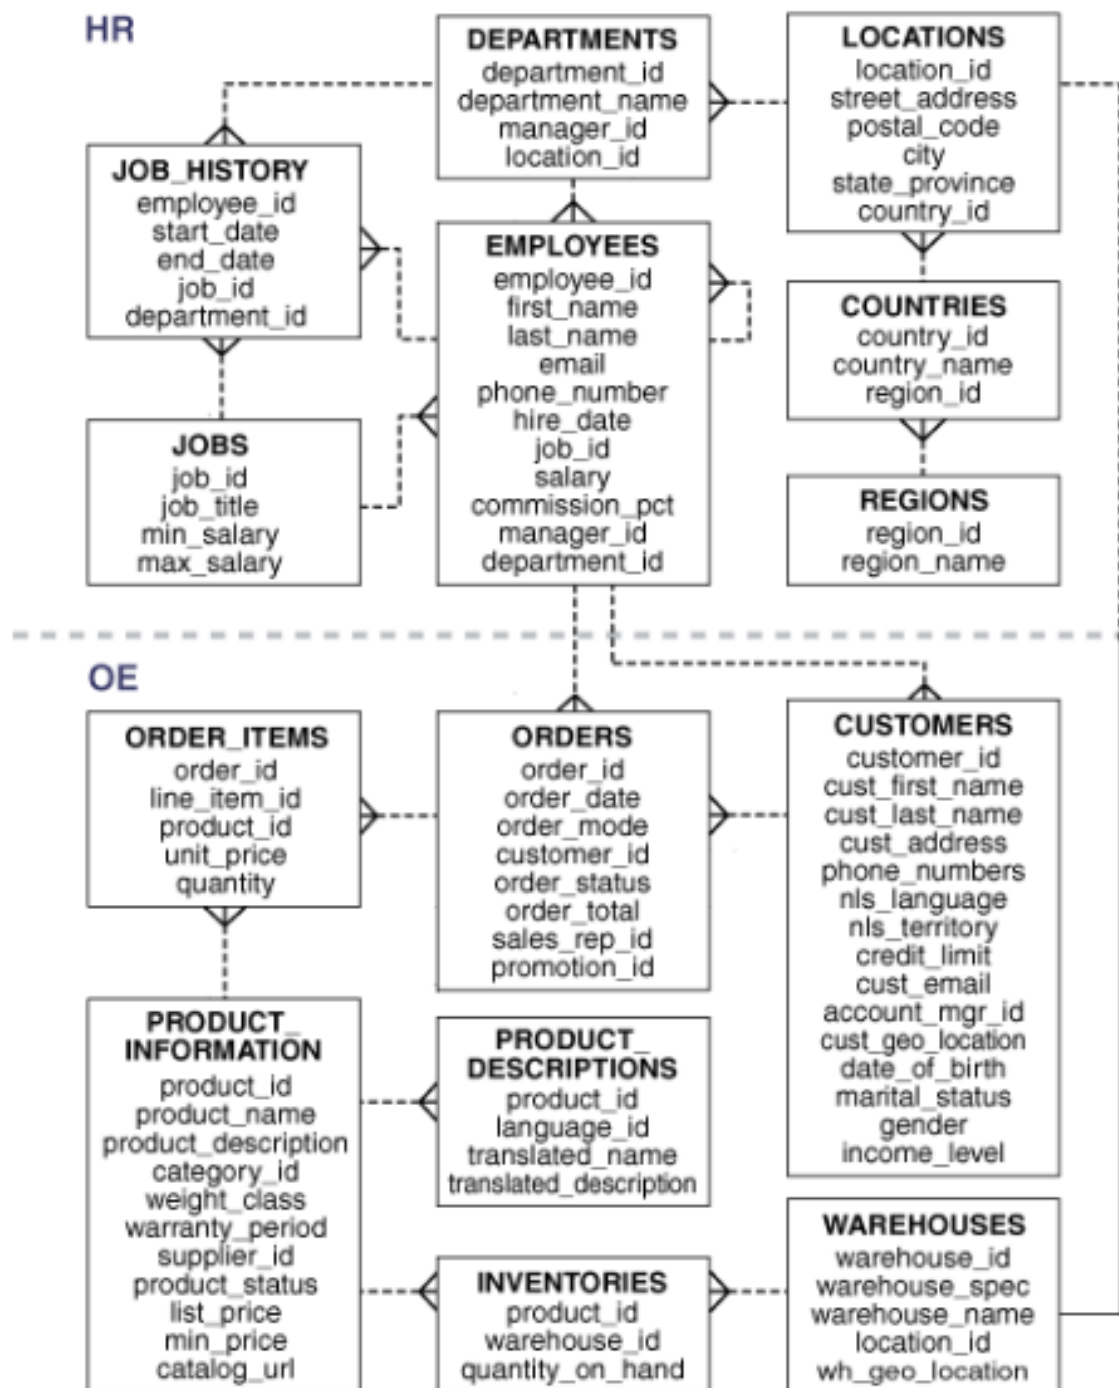 HR
DEPARTMENTS
department_id
department_name
manager_id
location_id
LOCATIONS
location_id
street_address
postal_code
city
state_province
country_id
JOB_HISTORY
employee_id
start_date
end_date
job_id
department_id
EMPLOYEES
employee_id
first_name
last_name
email
phone_number
hire_date
job_id
salary
commission_pct
manager_id
department_id
COUNTRIES
country_id
country_name
region_id
JOBS
job_id
job_title
min_salary
max_salary
REGIONS
region_id
region_name
OE
ORDER_ITEMS
order_id
line_item_id
product_id
unit_price
quantity
ORDERS
order_id
order_date
order_mode
customer_id
order_status
order_total
sales_rep_id
promotion_id
CUSTOMERS
customer_id
cust_first_name
cust_last_name
cust_address
phone_numbers
nls_language
nls_territory
credit_limit
cust_email
account_mgr_id
cust_geo_location
date_of_birth
marital_status
gender
income_level
PRODUCT_
INFORMATION
product_id
product_name
product_description
category_id
weight_class
warranty_period
supplier_id
product_status
list_price
min_price
catalog_url
PRODUCT_
DESCRIPTIONS
product_id
language_id
translated_name
translated_description
INVENTORIES
product_id
warehouse_id
quantity_on_hand
WAREHOUSES
warehouse_id
warehouse_spec
warehouse_name
location_id
wh_geo_location